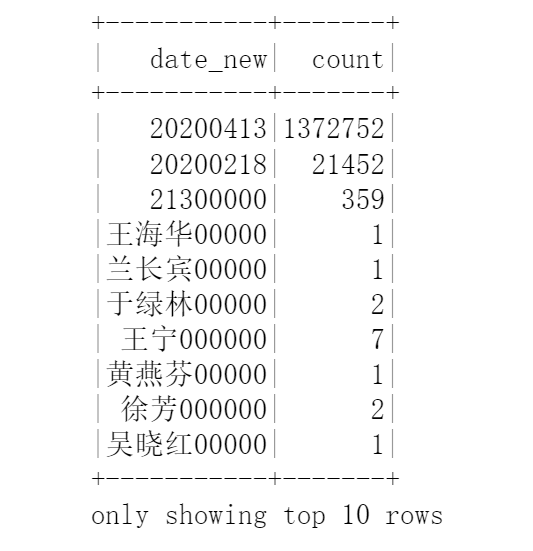 +-----------+-------+
|   date_new|  count|
+-----------+-------+
|   20200413|1372752|
|   20200218|  21452|
|   21300000|    359|
|王海华00000|      1|
|兰长宾00000|      1|
|于绿林00000|      2|
| 王宁000000|      7|
|黄燕芬00000|      1|
| 徐芳000000|      2|
|吴晓红00000|      1|
+-----------+-------+
only showing top 10 rows